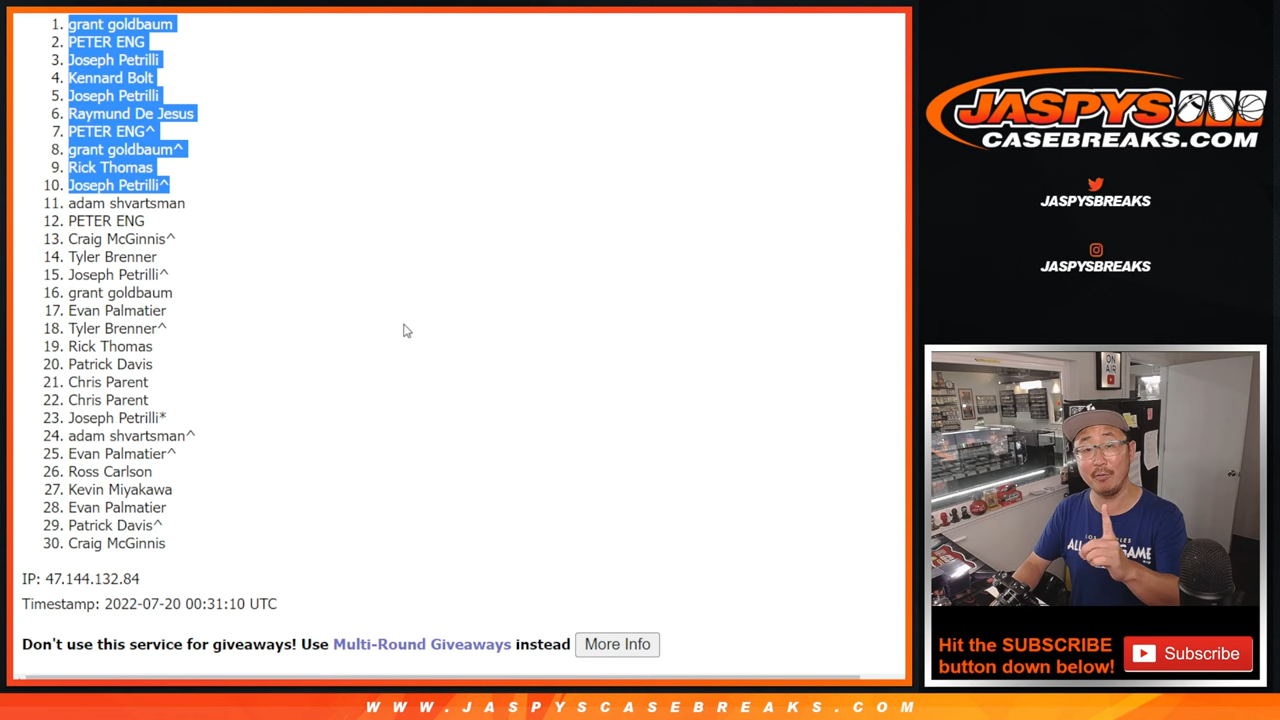 1. grant goldbaum
2. PETER ENG
3. Joseph Petrilli
4. Kennard Bolt
5. Joseph Petrilli
6. Raymund De Jesus
7. PETER ENG^
8. grant goldbaum^
9. Rick Thomas
10. Joseph Petrilli^
11. adam shvartsman
12. PETER ENG
13. Craig McGinnis^
14. Tyler Brenner
15. Joseph Petrilli^
16. grant goldbaum
17. Evan Palmatier
18. Tyler Brenner^
19. Rick Thomas
20. Patrick Davis
21. Chris Parent
22. Chris Parent
23. Joseph Petrilli*
24. adam shvartsman^
25. Evan Palmatier^
26. Ross Carlson
27. Kevin Miyakawa
28. Evan Palmatier
29. Patrick Davis^
30. Craig McGinnis
IP: 47.144.132.84
Timestamp: 2022-07-20 00:31:10 UTC
Don't use this service for giveaways! Use Multi-Round Giveaways instead More Info
JASPYS
CASEBREAKS.COM
JASPYSBREAKS
JASPYSBREAKS
ON
AIR
ALL GAME
Hit the SUBSCRIBE
button down below!
Subscribe
WWW.JASPYSCASEBREAKS.COM